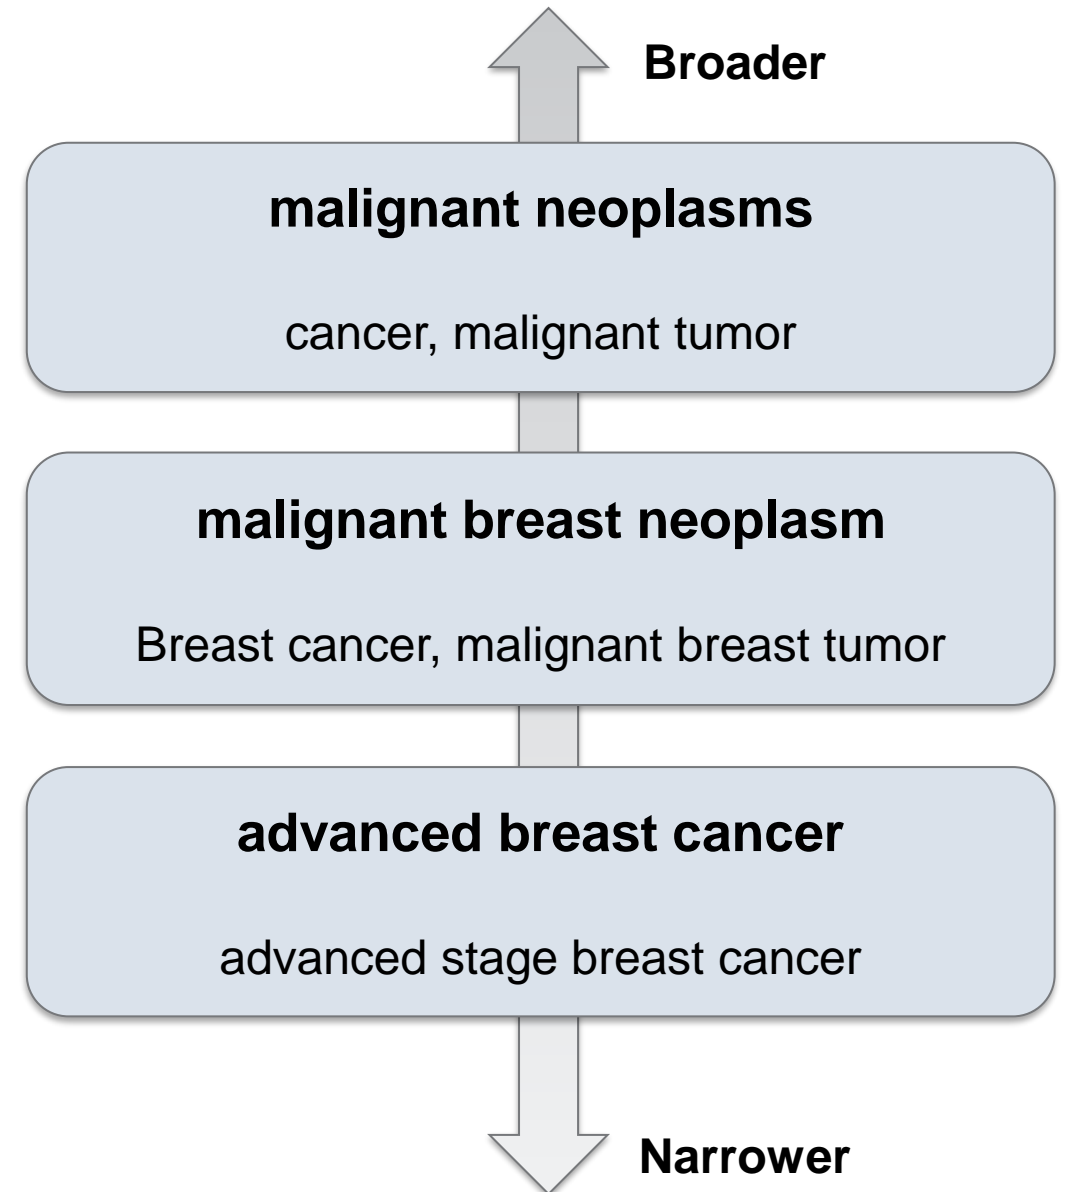 Broader
malignant neoplasms
cancer, malignant tumor
malignant breast neoplasm
Breast cancer, malignant breast tumor
advanced breast cancer
advanced stage breast cancer
Narrower